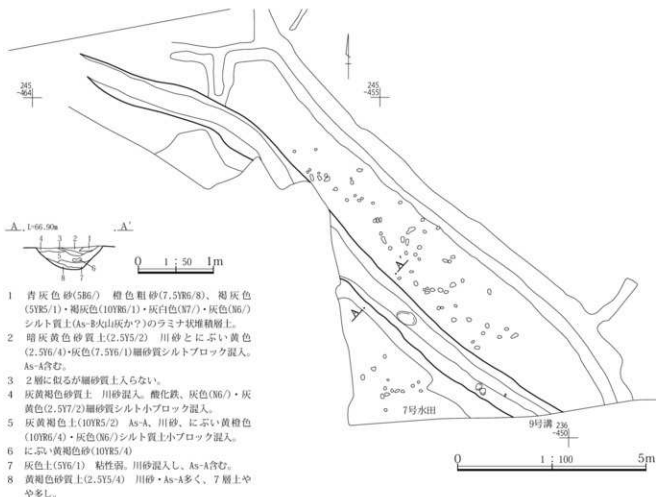 245
-464
245
-455
A L=66.90m A'
4 3 2 1
5
6
8 7
0 1 : 50 1m
1 青灰色砂(5B6/) 橙色粗砂(7.5YR6/8)、褐灰色
(5YR5/1)・褐灰色(10YR6/1)・灰白色(N7/)・灰色(N6/)
シルト質土(As-B火山灰か?)のラミナ状堆積層土。
2 暗灰黄色砂質土(2.5Y5/2) 川砂とにぶい黄色
(2.5Y6/4)・灰色(7.5Y6/1)細砂質シルトブロック混入。
As-A含む。
3 2層に似るが細砂質土入らない。
4 灰黄褐色砂質土 川砂混入。酸化鉄、灰色(N6/)・灰
黄色(2.5Y7/2)細砂質シルト小ブロック混入。
5 灰黄褐色土(10YR5/2) As-A、川砂、にぶい黄橙色
(10YR6/4)・灰色(N6/)シルト質土小ブロック混入。
6 にぶい黄褐色砂(10YR5/4)
7 灰色土(5Y6/1) 粘性弱。川砂混入し、As-A含む。
8 黄褐色砂質土(2.5Y5/4) 川砂・As-A多く、7層土や
や多し。
A'
A
7号水田
9号溝
236
-450
0 1 : 100 5m